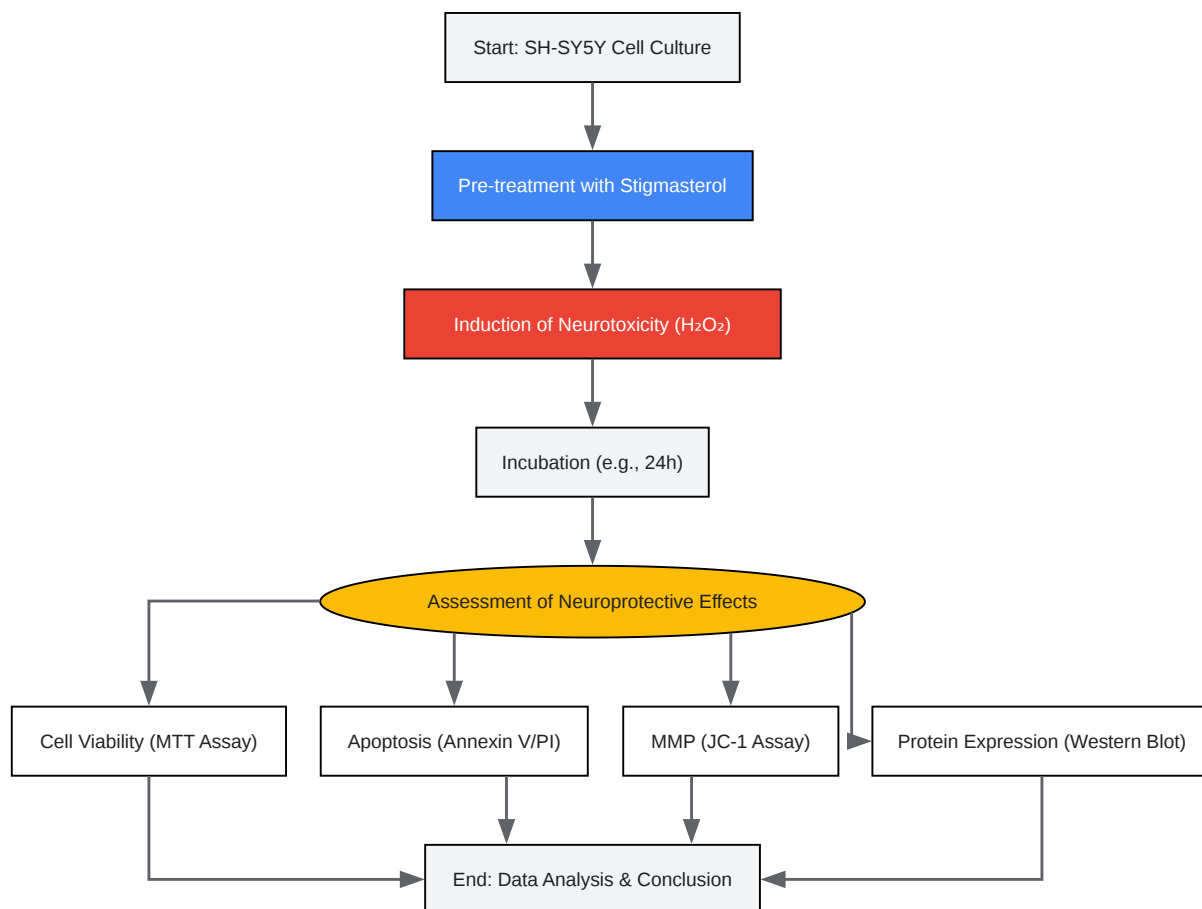 Start: SH-SY5Y Cell Culture
Pre-treatment with Stigmasterol
Induction of Neurotoxicity (H₂O₂)
Incubation (e.g., 24h)
Assessment of Neuroprotective Effects
Cell Viability (MTT Assay)
Apoptosis (Annexin V/PI)
MMP (JC-1 Assay)
Protein Expression (Western Blot)
End: Data Analysis & Conclusion